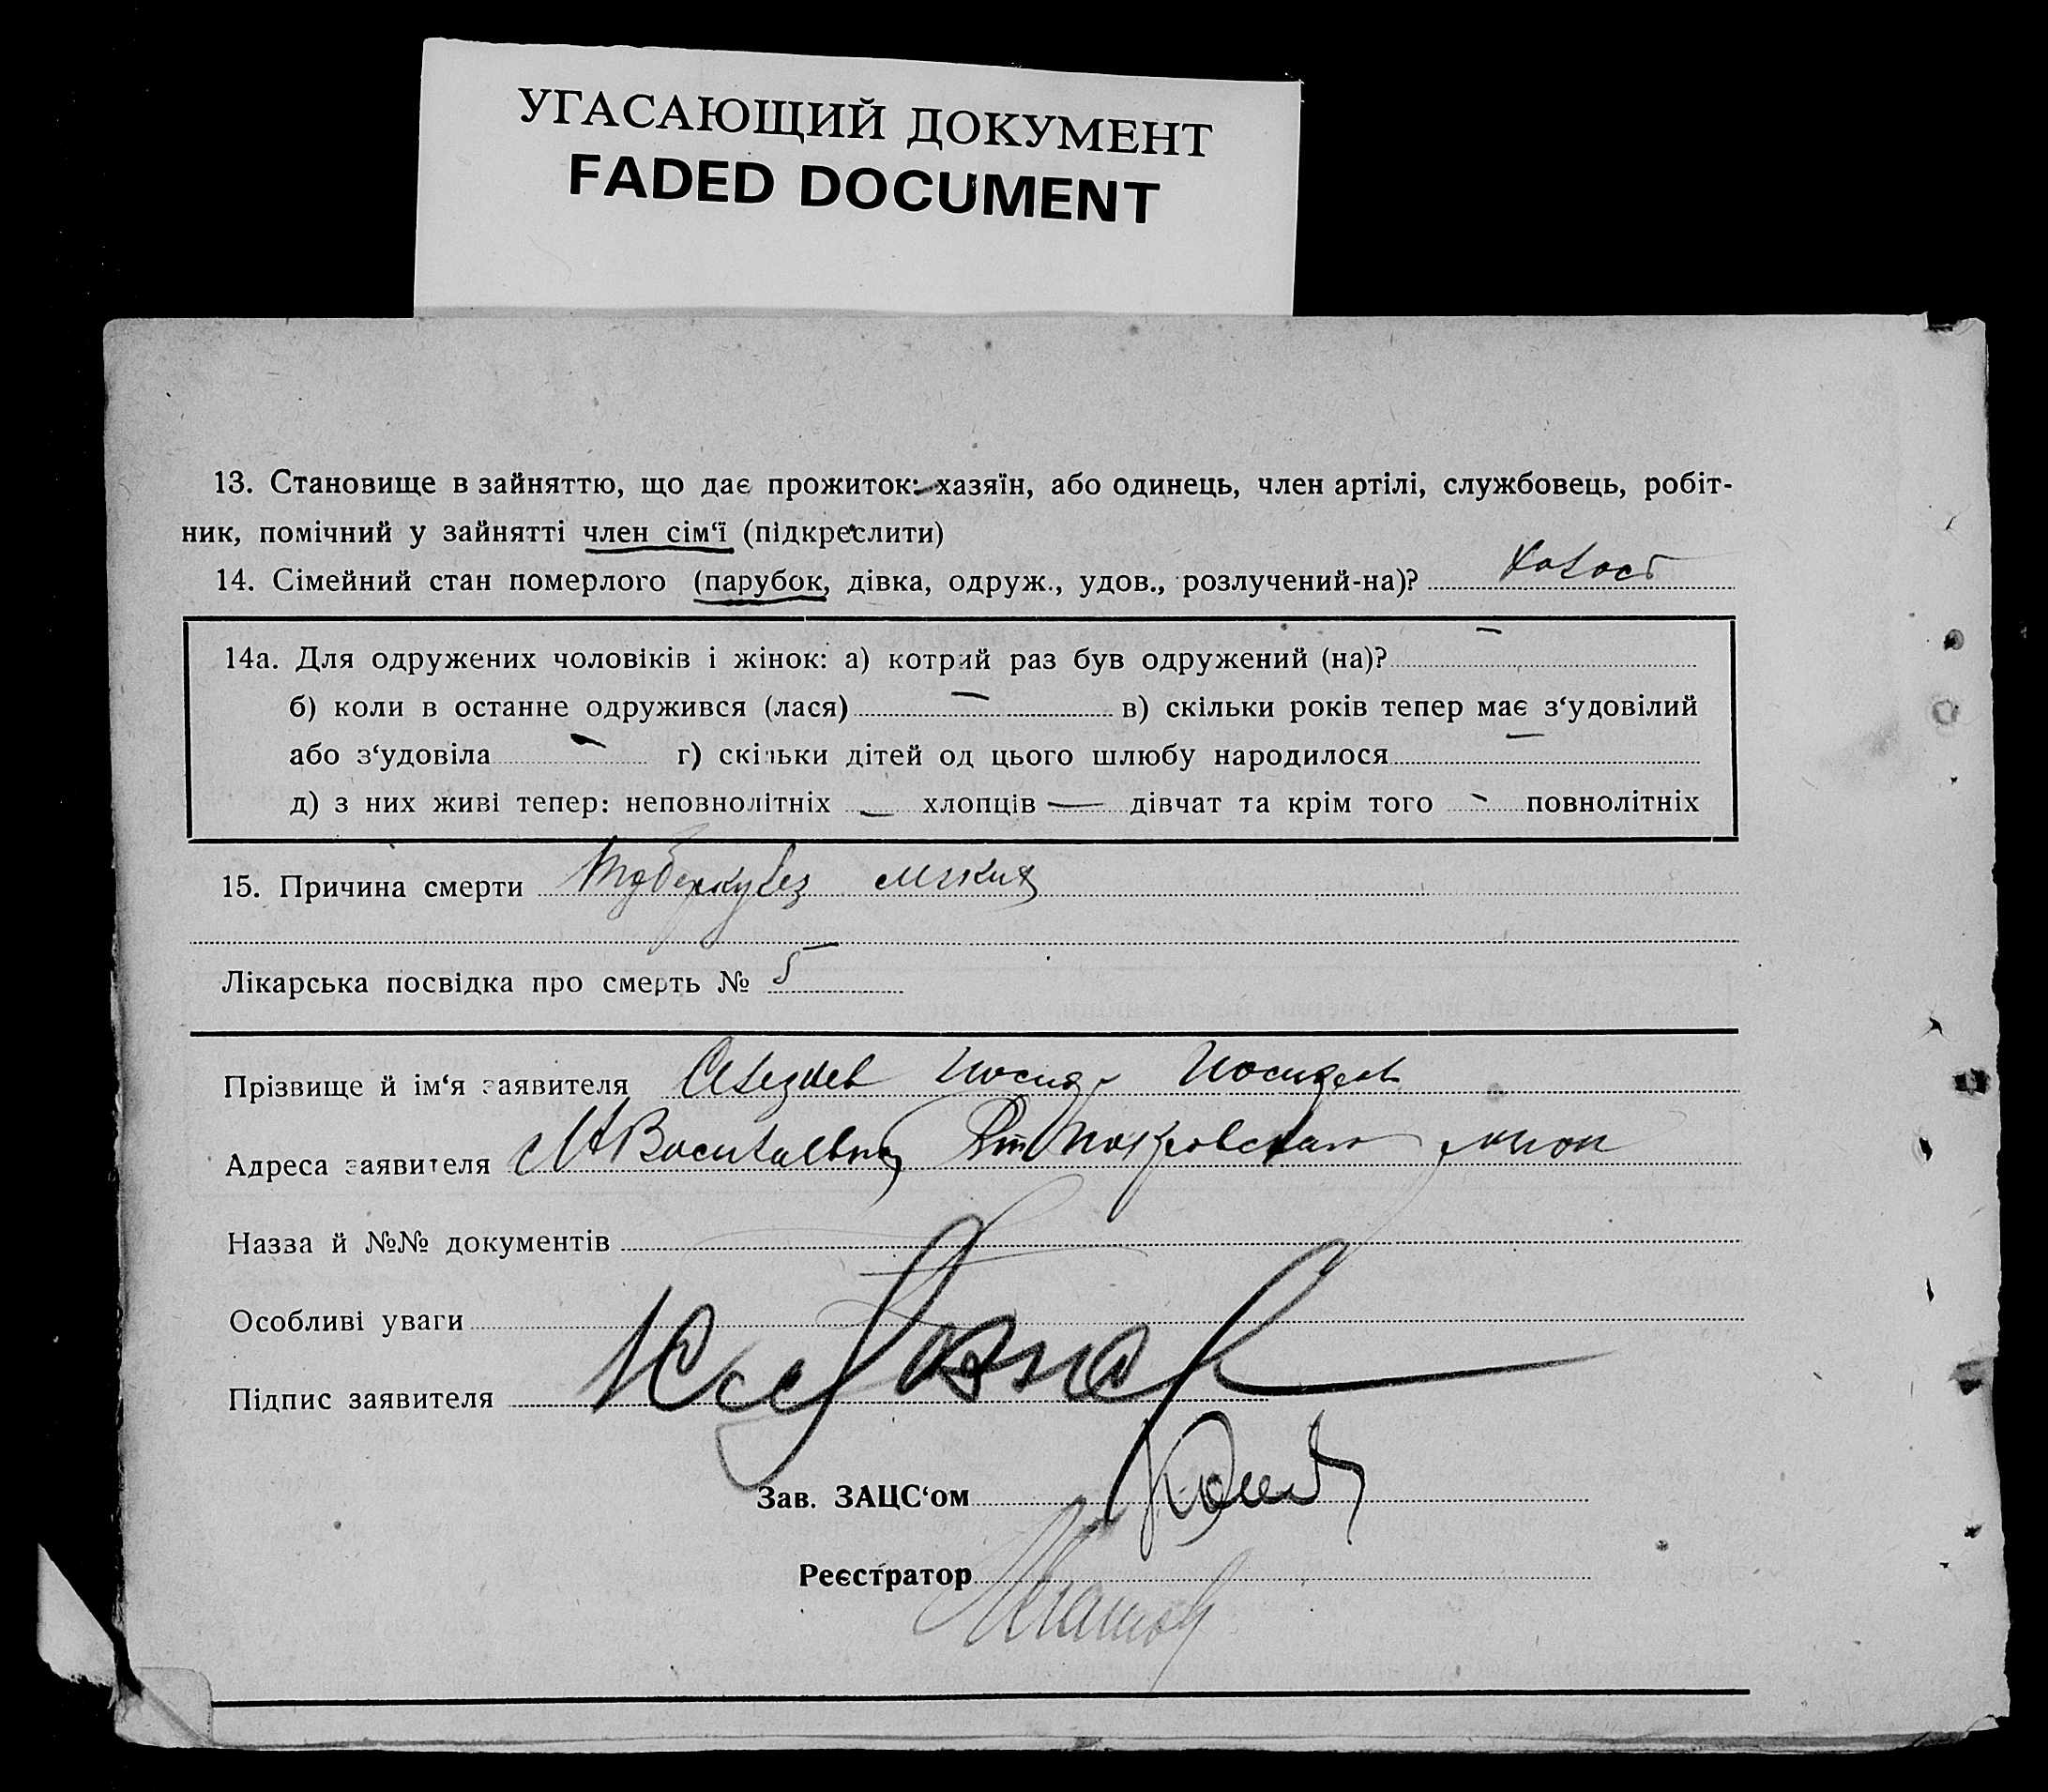 УГАСАЮЩИЙ ДОКУМЕНТ
FADED DOCUMENT
13. Становище в зайняттю, що дає прожиток: хазяїн, або одинець, член артілі, службовець, робіт-
ник, помічний у зайнятті член сім‘ї (підкреслити)
14. Сімейний стан померлого (парубок, дівка, одруж., удов., розлучений-на)? Холост
14а. Для одружених чоловіків і жінок: а) котрий раз був одружений (на)? —
б) коли в останне одружився (лася) — в) скільки років тепер має з‘удовілий
або з‘удовіла — г) скільки дітей од цього шлюбу народилося —
д) з них живі тепер: неповнолітніх — хлопців — дівчат та крім того — повнолітніх
15. Причина смерти Туберкулез
Лікарська посвідка про смерть № 5
Прізвище й ім‘я заявителя
Адреса заявителя
Назва й №№ документів
Особливі уваги
Підпис заявителя
Зав. ЗАЦС‘ом
Реєстратор